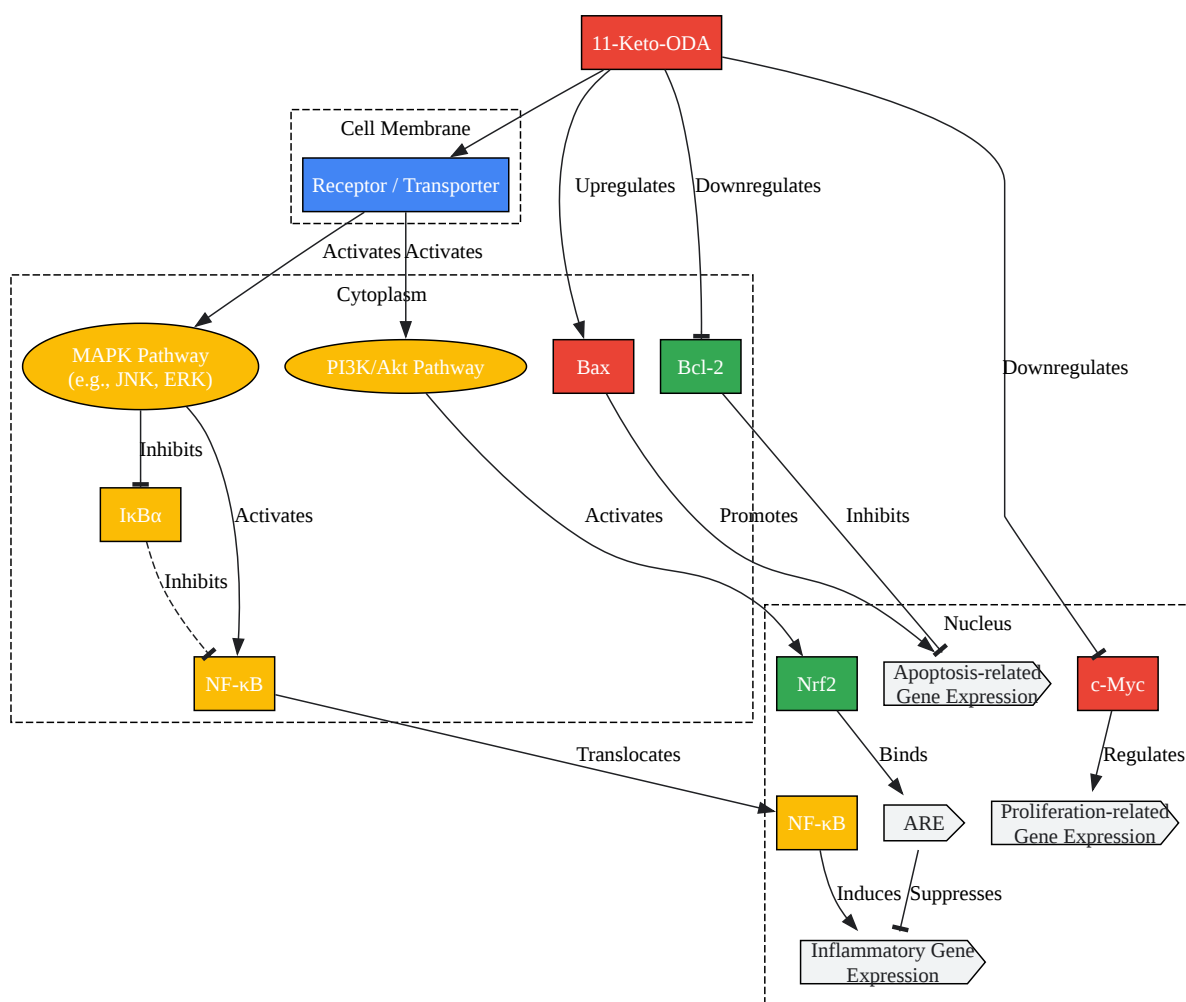 11-Keto-ODA
Cell Membrane
Receptor / Transporter
Upregulates
Downregulates
Activates
Activates
Cytoplasm
MAPK Pathway
(e.g., JNK, ERK)
PI3K/Akt Pathway
Bax
Bcl-2
Downregulates
Inhibits
IκBα
Activates
Activates
Promotes
Inhibits
Inhibits
Nucleus
NF-κB
Nrf2
Apoptosis-related
Gene Expression
c-Myc
Translocates
Binds
Regulates
NF-κB
ARE
Proliferation-related
Gene Expression
Induces
Suppresses
Inflammatory Gene
Expression